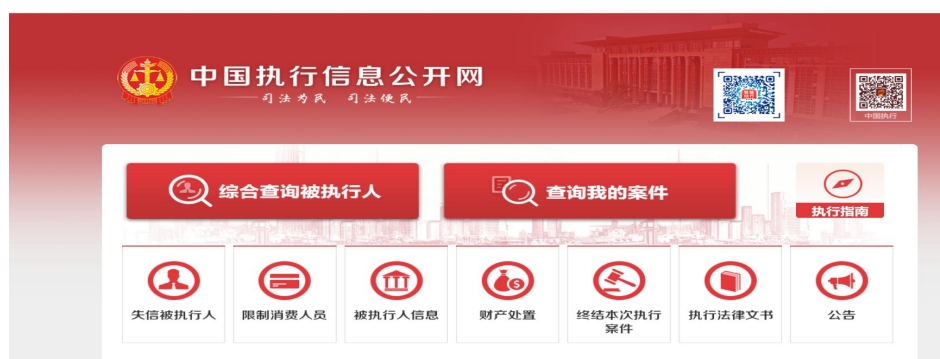 中国执行信息公开网
司法为民 司法便民
中国执行
综合查询被执行人
查询我的案件
执行指南
失信被执行人
限制消费人员
被执行人信息
财产处置
终结本次执行
案件
执行法律文书
公告